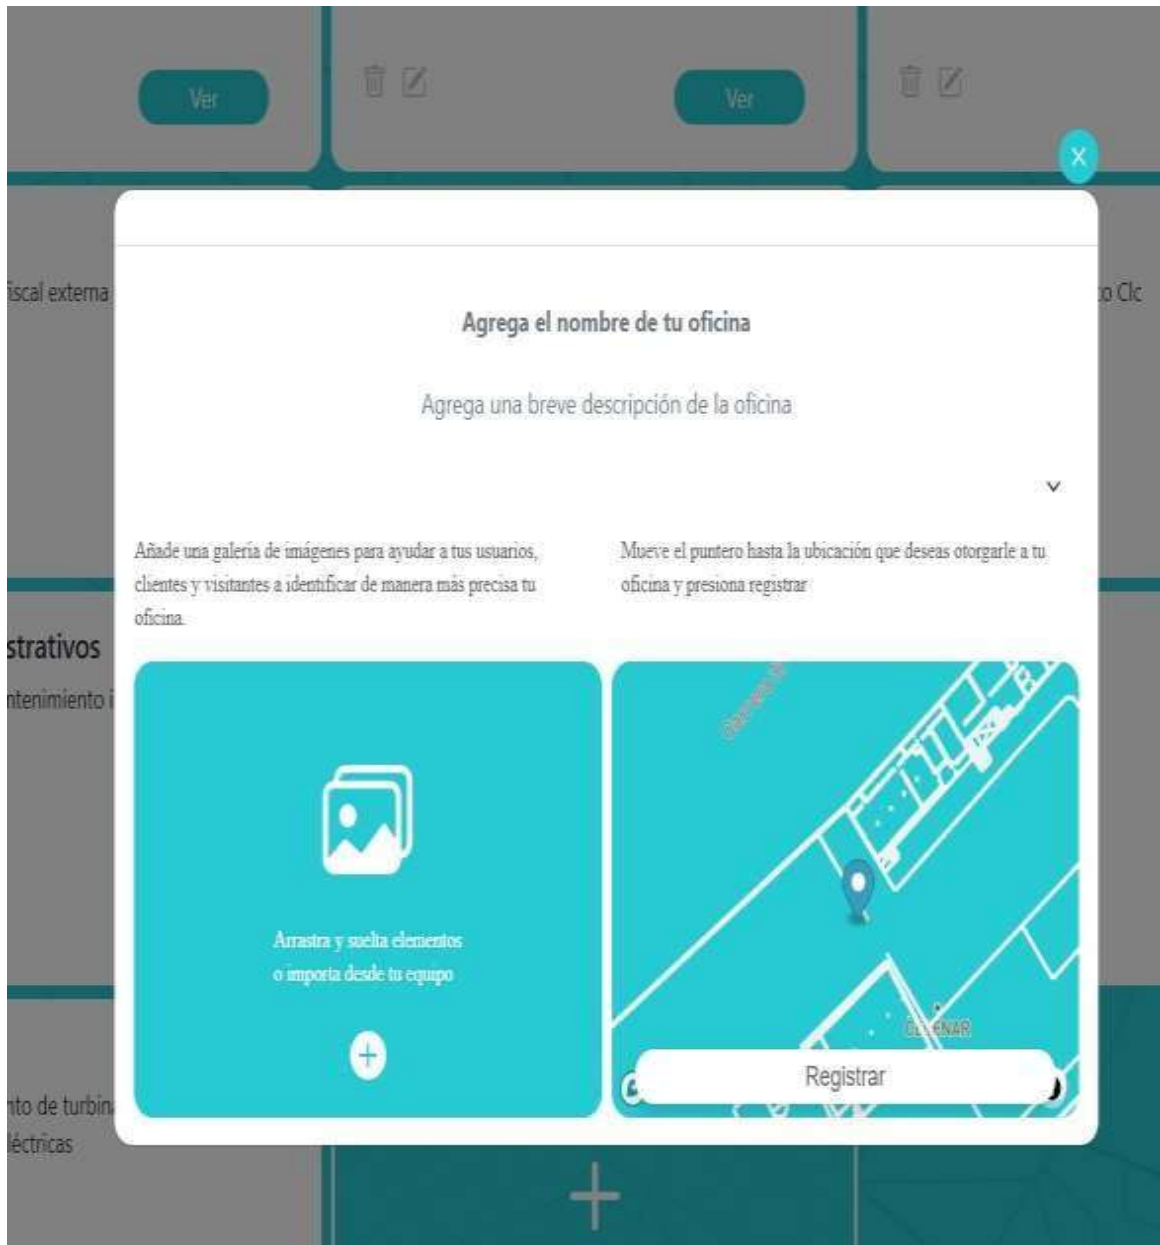 Ver
Ver
X
iscal externa
o Clc
Agrega el nombre de tu oficina
Agrega una breve descripción de la oficina
Añade una galería de imágenes para ayudar a tus usuarios,
clientes y visitantes a identificar de manera más precisa tu
oficina.
Mueve el puntero hasta la ubicación que deseas otorgarle a tu
oficina y presiona registrar
strativos
ntenimiento i
Arrastra y suelta elementos
o importa desde tu equipo
+
Registrar
nto de turbin
léctricas
+